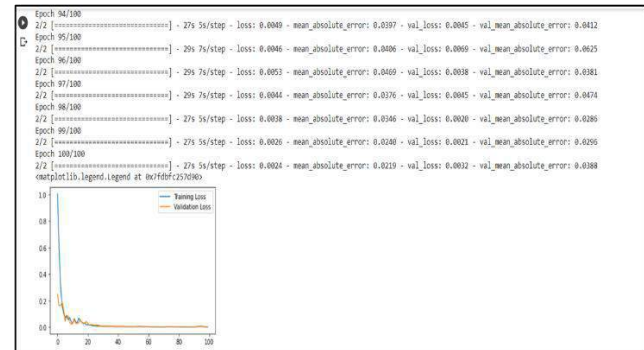 Epoch 94/100
2/2 [==============================] - 27s 5s/step - loss: 0.0049 - mean_absolute_error: 0.0397 - val_loss: 0.0045 - val_mean_absolute_error: 0.0412
Epoch 95/100
2/2 [==============================] - 29s 7s/step - loss: 0.0046 - mean_absolute_error: 0.0406 - val_loss: 0.0069 - val_mean_absolute_error: 0.0625
Epoch 96/100
2/2 [==============================] - 29s 7s/step - loss: 0.0053 - mean_absolute_error: 0.0469 - val_loss: 0.0038 - val_mean_absolute_error: 0.0381
Epoch 97/100
2/2 [==============================] - 29s 7s/step - loss: 0.0044 - mean_absolute_error: 0.0376 - val_loss: 0.0045 - val_mean_absolute_error: 0.0474
Epoch 98/100
2/2 [==============================] - 27s 5s/step - loss: 0.0038 - mean_absolute_error: 0.0346 - val_loss: 0.0020 - val_mean_absolute_error: 0.0286
Epoch 99/100
2/2 [==============================] - 27s 5s/step - loss: 0.0026 - mean_absolute_error: 0.0240 - val_loss: 0.0021 - val_mean_absolute_error: 0.0296
Epoch 100/100
2/2 [==============================] - 27s 5s/step - loss: 0.0024 - mean_absolute_error: 0.0219 - val_loss: 0.0032 - val_mean_absolute_error: 0.0388
<matplotlib.legend.Legend at 0x7fdbfc257d90>
Training Loss
Validation Loss
1.0
0.8
0.6
0.4
0.2
0.0
0 20 40 60 80 100